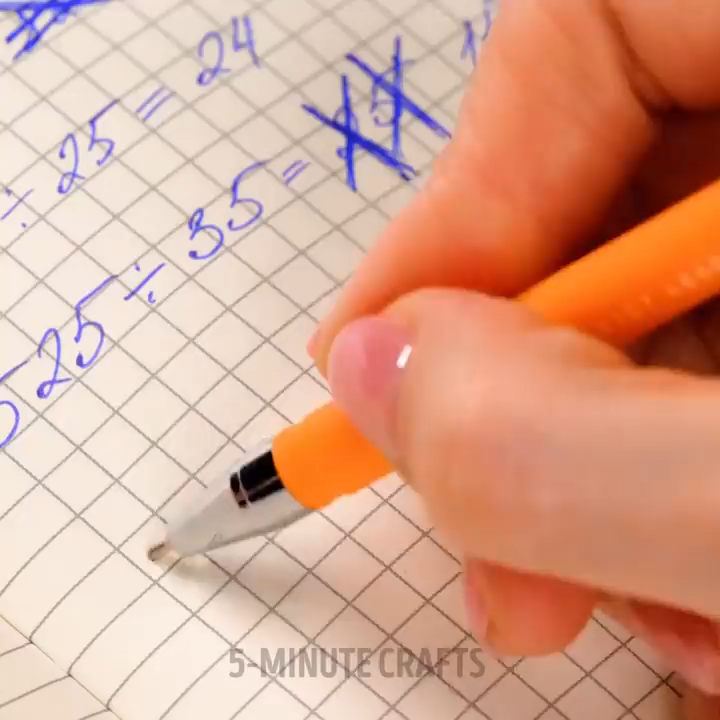 ÷ 25 = 24
525 ÷ 35 =
5-MINUTE CRAFTS